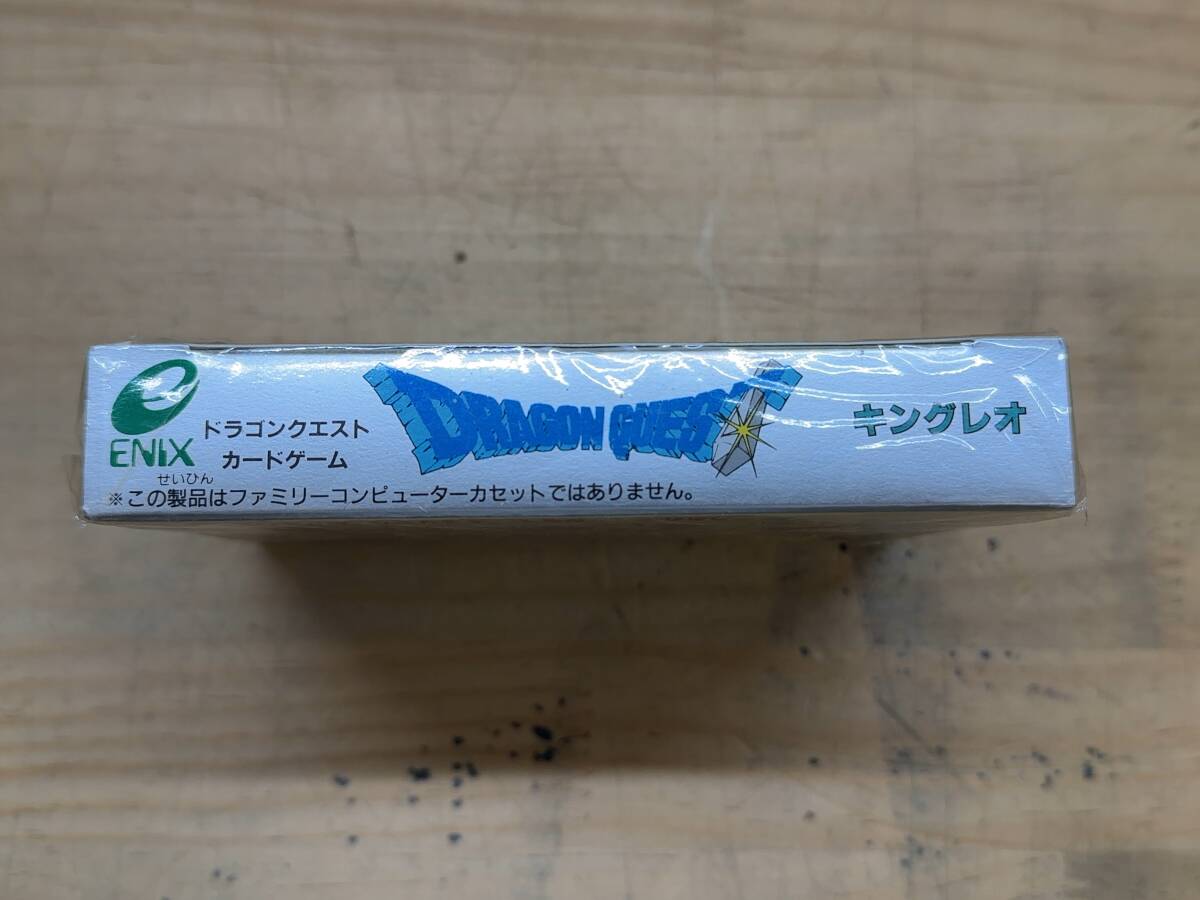 ENIX
ドラゴンクエスト
カードゲーム
DRAGON QUEST
キングレオ
せいひん
※この製品はファミリーコンピューターカセットではありません。